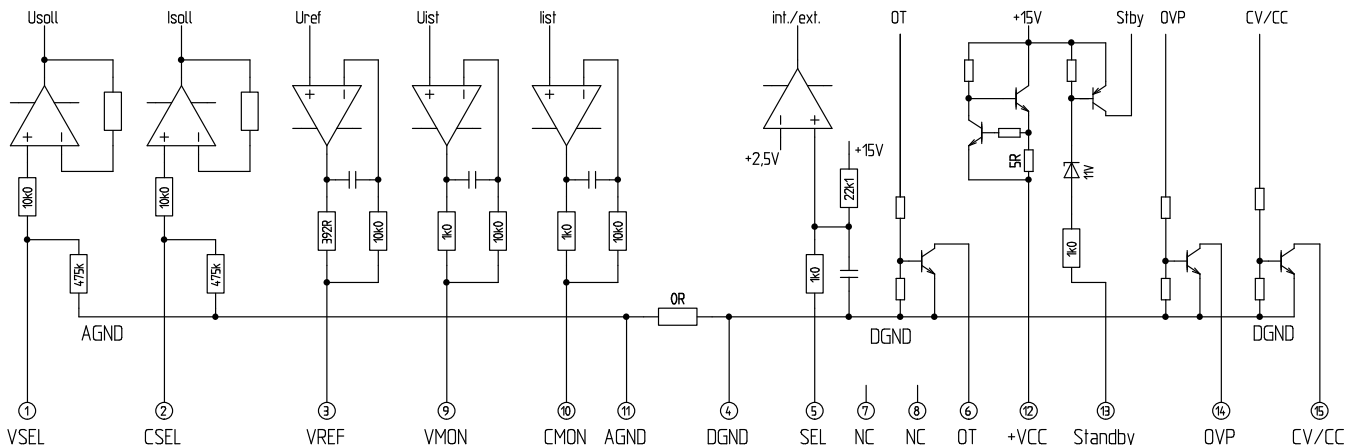 Usoll Isoll Uref Uist Iist int./ext. OT +15V Stby OVP CV/CC
+ − + − + − + − + − − +
+2,5V +15V
5R 11V
10k0 10k0 22k1
392R 10k0 1k0 10k0 1k0 10k0
475k 475k 1k0 1k0
0R
AGND DGND DGND
1 2 3 9 10 11 4 5 7 8 6 12 13 14 15
VSEL CSEL VREF VMON CMON AGND DGND SEL NC NC OT +VCC Standby OVP CV/CC